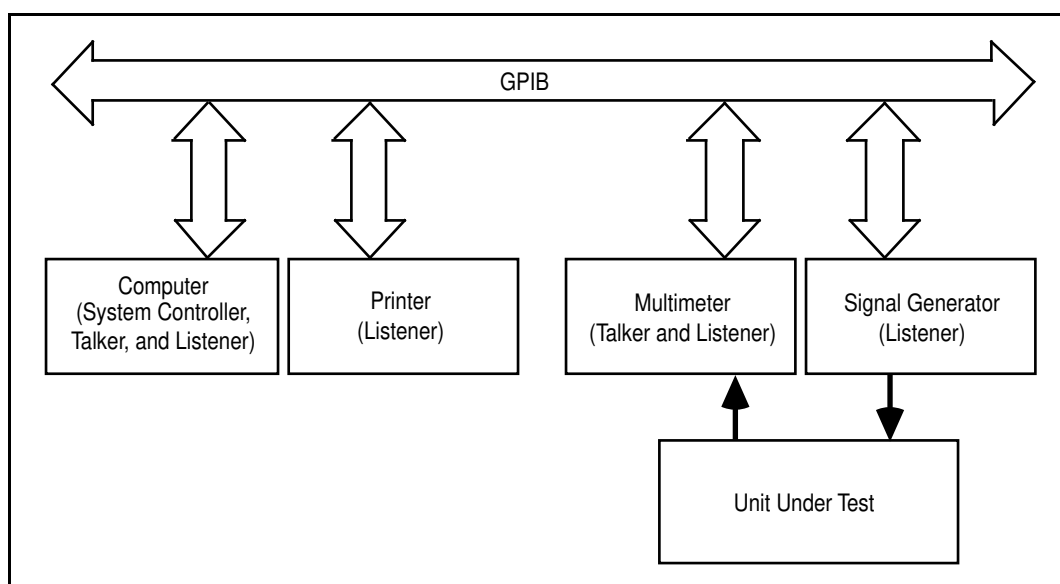 GPIB
Computer
(System Controller,
Talker, and Listener)
Printer
(Listener)
Multimeter
(Talker and Listener)
Signal Generator
(Listener)
Unit Under Test